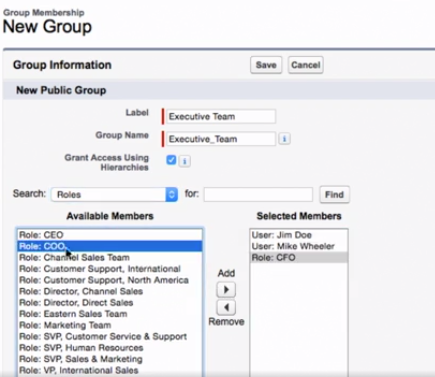 Group Membership
New Group
Group Information
Save
Cancel
New Public Group
Label
Executive Team
Group Name
Executive_Team
i
Grant Access Using
Hierarchies
i
Search:
Roles
for:
Find
Available Members
Selected Members
Role: CEO
Role: COO
Role: Channel Sales Team
Role: Customer Support, International
Role: Customer Support, North America
Role: Director, Channel Sales
Role: Director, Direct Sales
Role: Eastern Sales Team
Role: Marketing Team
Role: SVP, Customer Service & Support
Role: SVP, Human Resources
Role: SVP, Sales & Marketing
Role: VP, International Sales
Add
Remove
User: Jim Doe
User: Mike Wheeler
Role: CFO